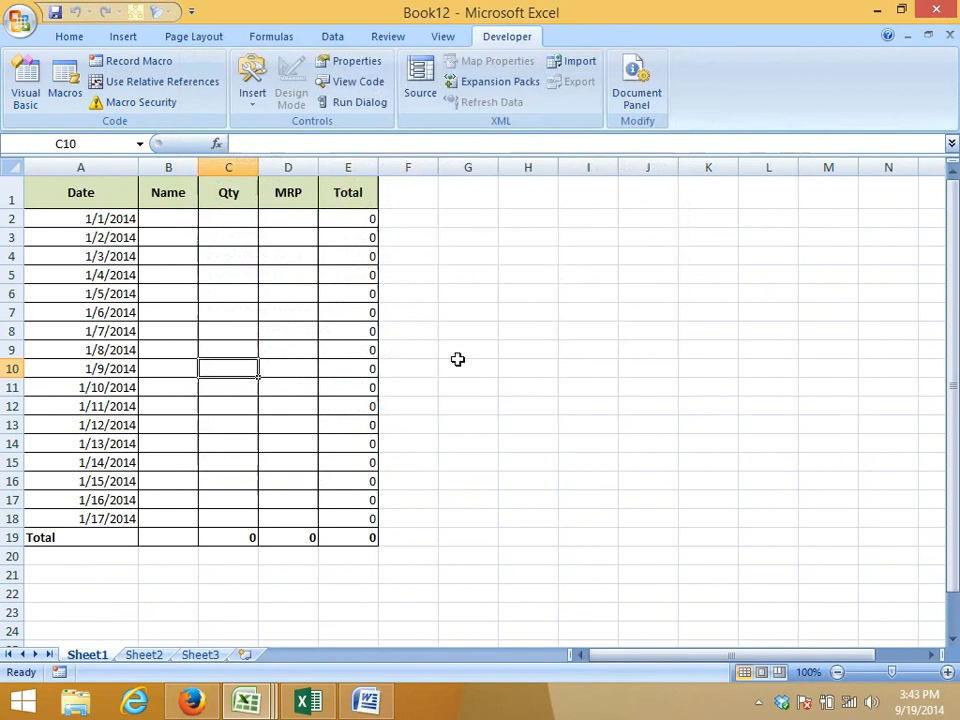 Book12 - Microsoft Excel
Home Insert Page Layout Formulas Data Review View Developer
Visual Basic
Macros
Record Macro
Use Relative References
Macro Security
Code
Insert
Design Mode
Properties
View Code
Run Dialog
Controls
Source
Map Properties
Expansion Packs
Refresh Data
Import
Export
XML
Document Panel
Modify
C10 fx
A B C D E F G H I J K L M N
1 Date Name Qty MRP Total
2 1/1/2014 0
3 1/2/2014 0
4 1/3/2014 0
5 1/4/2014 0
6 1/5/2014 0
7 1/6/2014 0
8 1/7/2014 0
9 1/8/2014 0
10 1/9/2014 0
11 1/10/2014 0
12 1/11/2014 0
13 1/12/2014 0
14 1/13/2014 0
15 1/14/2014 0
16 1/15/2014 0
17 1/16/2014 0
18 1/17/2014 0
19 Total 0 0 0
20
21
22
23
24
Sheet1 Sheet2 Sheet3
Ready 100%
3:43 PM
9/19/2014